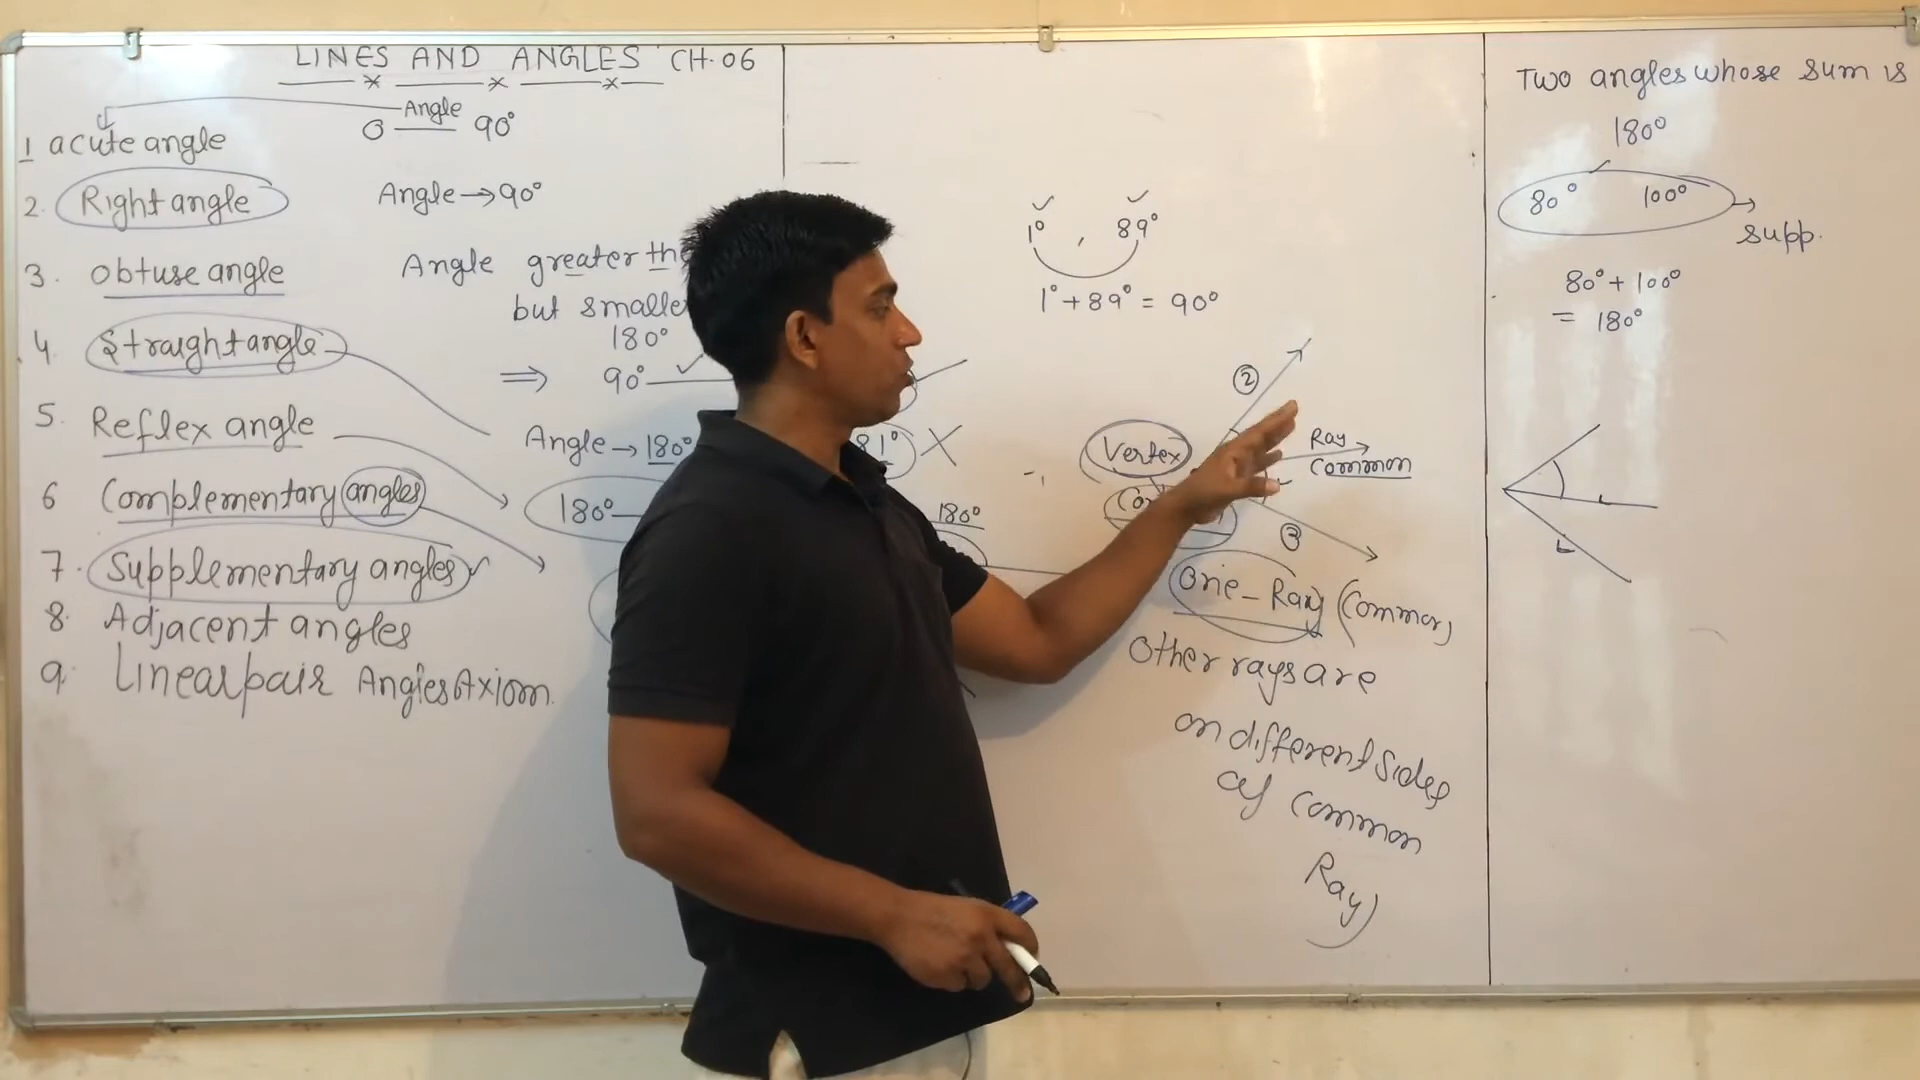 LINES AND ANGLES CH.06
1 acute angle
0 — Angle — 90°
2. Right angle
Angle → 90°
3. Obtuse angle
Angle greater
but smaller
180°
4. Straight angle
⇒ 90°
5. Reflex angle
Angle → 180°
6 Complementary angles
180°
7. Supplementary angles
8. Adjacent angles
9. Linear pair Angles Axiom.
81°
180°
1° , 89°
1° + 89° = 90°
②
Vertex
Ray
Common
③
One - Ray (Common)
Other rays are
on different sides
of common
Ray)
Two angles whose sum is
180°
80° 100°
supp.
80° + 100°
= 180°